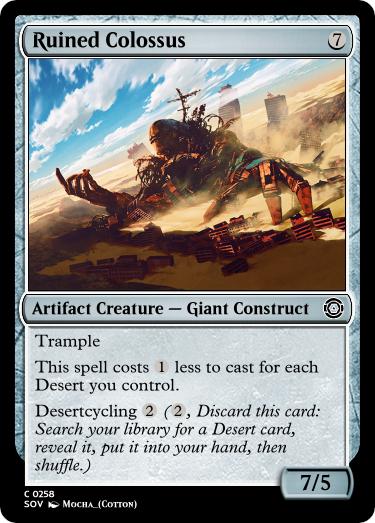 Ruined Colossus 7
Artifact Creature — Giant Construct
Trample
This spell costs 1 less to cast for each
Desert you control.
Desertcycling 2 (2, Discard this card:
Search your library for a Desert card,
reveal it, put it into your hand, then
shuffle.)
7/5
C 0258
SOV Mocha_(Cotton)